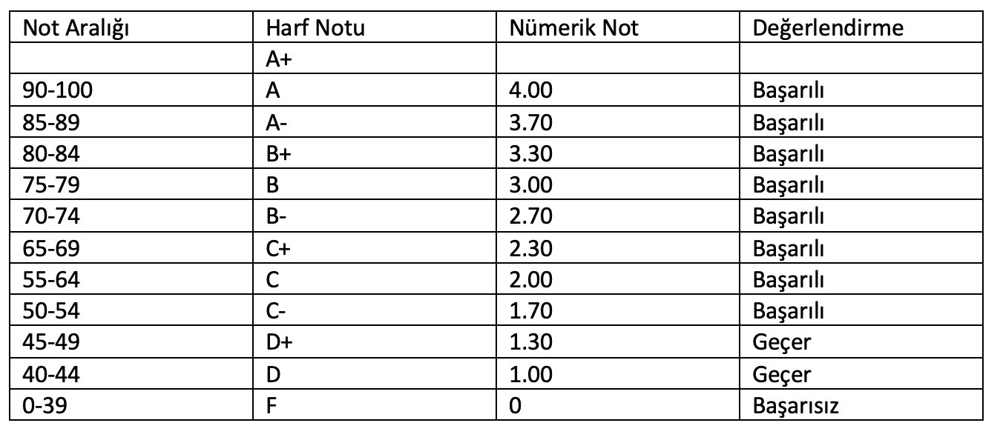 Not Aralığı Harf Notu Nümerik Not Değerlendirme
A+
90-100 A 4.00 Başarılı
85-89 A- 3.70 Başarılı
80-84 B+ 3.30 Başarılı
75-79 B 3.00 Başarılı
70-74 B- 2.70 Başarılı
65-69 C+ 2.30 Başarılı
55-64 C 2.00 Başarılı
50-54 C- 1.70 Başarılı
45-49 D+ 1.30 Geçer
40-44 D 1.00 Geçer
0-39 F 0 Başarısız